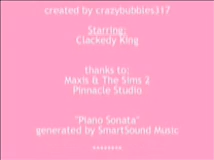 created by crazybubbles317
Starring:
Clackedy King
thanks to:
Maxis & The Sims 2
Pinnacle Studio
"Piano Sonata"
generated by SmartSound Music
********